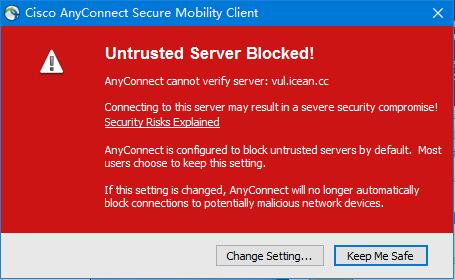 Cisco AnyConnect Secure Mobility Client
Untrusted Server Blocked!
AnyConnect cannot verify server: vul.icean.cc
Connecting to this server may result in a severe security compromise!
Security Risks Explained
AnyConnect is configured to block untrusted servers by default. Most
users choose to keep this setting.
If this setting is changed, AnyConnect will no longer automatically
block connections to potentially malicious network devices.
Change Setting...
Keep Me Safe